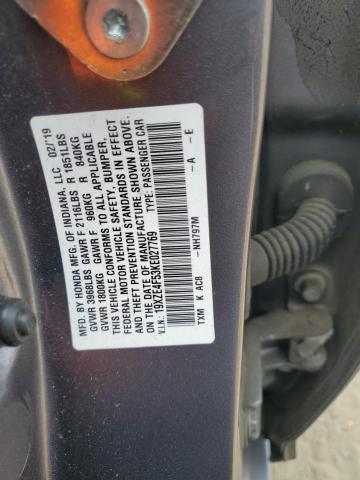 MFD. BY HONDA MFG. OF INDIANA, LLC 02/19
GVWR 3968LBS GAWR F 2116LBS R 1851LBS
GVWR 1800KG GAWR F 960KG R 840KG
THIS VEHICLE CONFORMS TO ALL APPLICABLE
FEDERAL MOTOR VEHICLE SAFETY, BUMPER,
AND THEFT PREVENTION STANDARDS IN EFFECT
ON THE DATE OF MANUFACTURE SHOWN ABOVE.
V.I.N.: 19XZE4F53KE027769 TYPE: PASSENGER CAR
NH797M A E
TXM K AC8